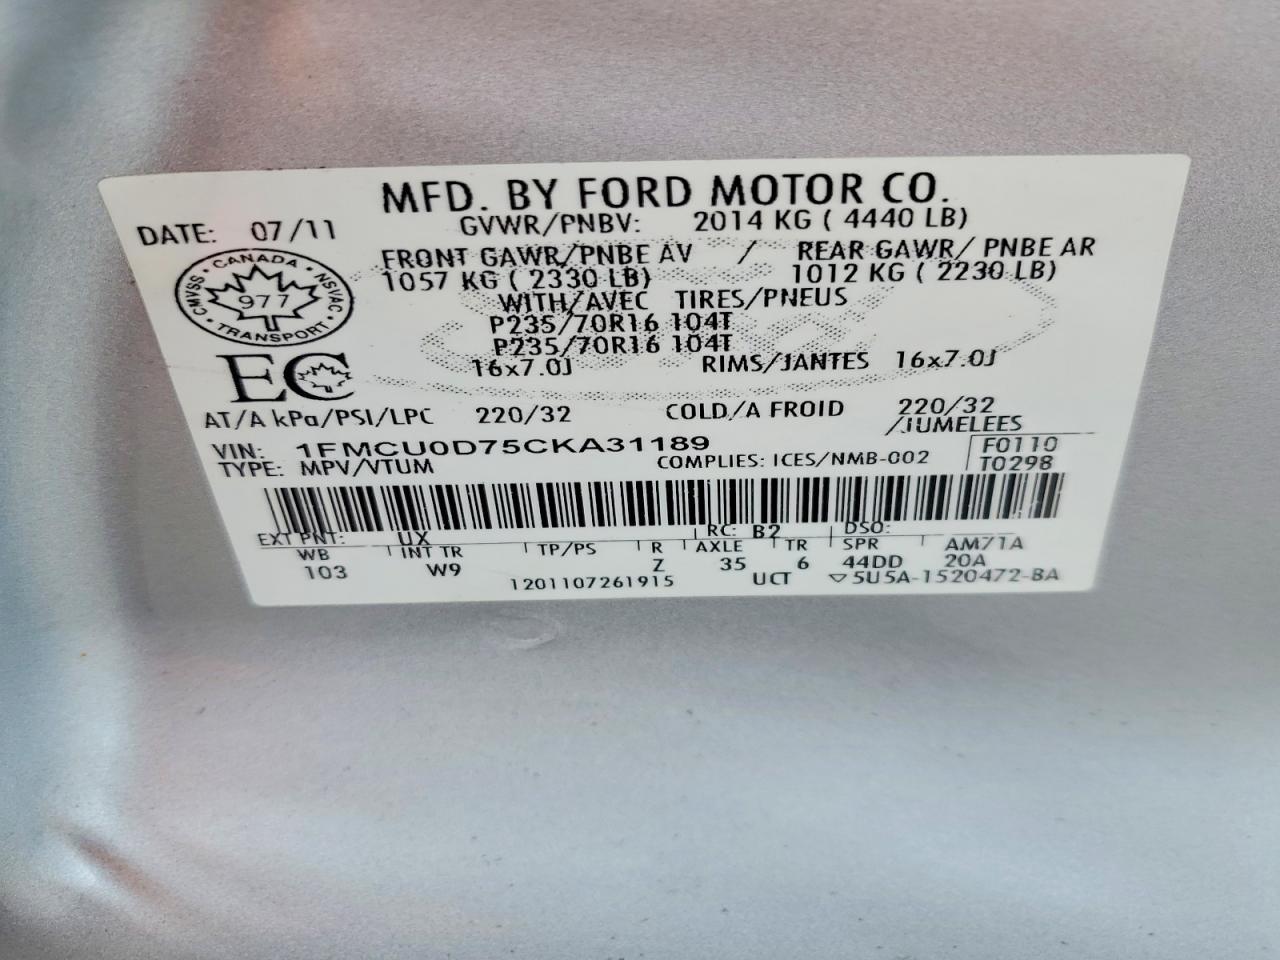 MFD. BY FORD MOTOR CO.
DATE: 07/11
GVWR/PNBV: 2014 KG ( 4440 LB)
FRONT GAWR/PNBE AV / REAR GAWR/ PNBE AR
1057 KG ( 2330 LB) 1012 KG ( 2230 LB)
WITH/AVEC TIRES/PNEUS
P235/70R16 104T
P235/70R16 104T
16x7.0J RIMS/JANTES 16x7.0J
CANADA
CMVSS · NSVAC
977
TRANSPORT
EC
AT/A kPa/PSI/LPC 220/32 COLD/A FROID 220/32
/JUMELEES
VIN: 1FMCU0D75CKA31189
F0110
TYPE: MPV/VTUM COMPLIES: ICES/NMB-002 T0298
EXT PNT: UX RC: B2 DSO:
WB INT TR TP/PS R AXLE TR SPR AM71A
103 W9 Z 35 6 44DD 20A
1201107261915 UCT ▽5U5A-1520472-BA